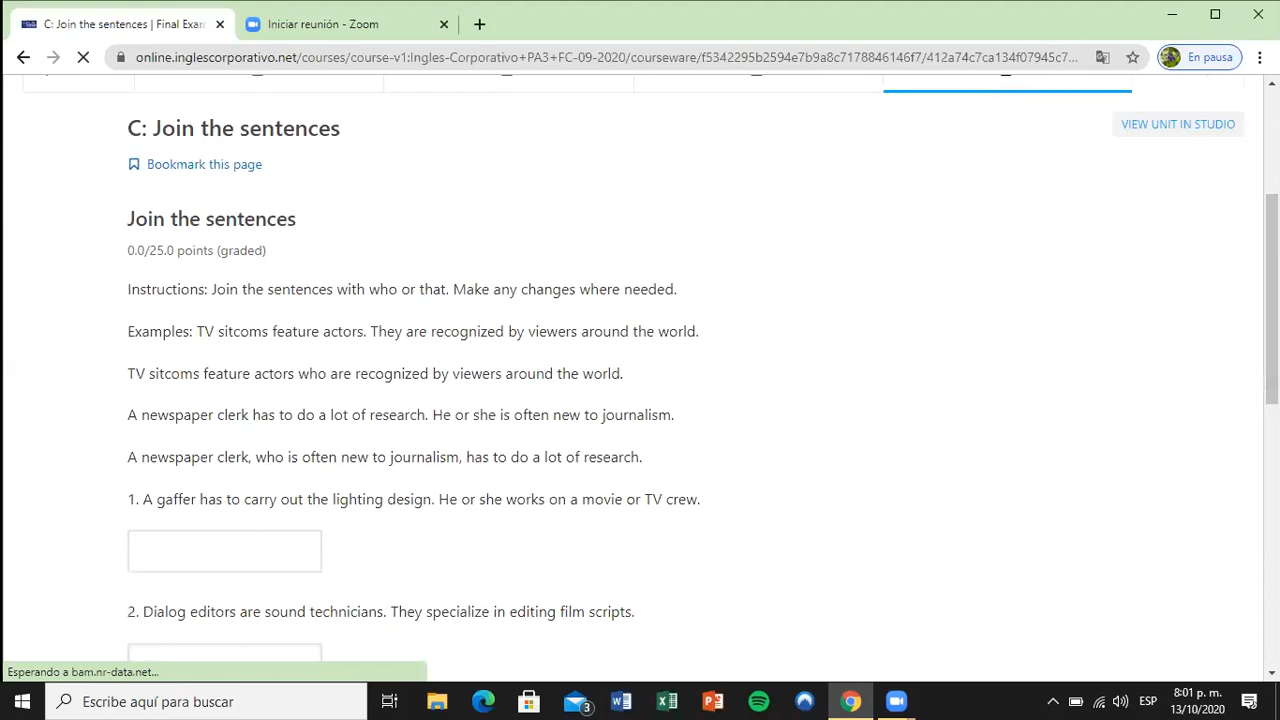 C: Join the sentences | Final Exam
Iniciar reunión - Zoom
online.inglescorporativo.net/courses/course-v1:Ingles-Corporativo+PA3+FC-09-2020/courseware/f5342295b2594e7b9a8c7178846146f7/412a74c7ca134f07945c7...
En pausa
C: Join the sentences
VIEW UNIT IN STUDIO
Bookmark this page
Join the sentences
0.0/25.0 points (graded)
Instructions: Join the sentences with who or that. Make any changes where needed.
Examples: TV sitcoms feature actors. They are recognized by viewers around the world.
TV sitcoms feature actors who are recognized by viewers around the world.
A newspaper clerk has to do a lot of research. He or she is often new to journalism.
A newspaper clerk, who is often new to journalism, has to do a lot of research.
1. A gaffer has to carry out the lighting design. He or she works on a movie or TV crew.
2. Dialog editors are sound technicians. They specialize in editing film scripts.
Esperando a bam.nr-data.net...
Escribe aquí para buscar
3
ESP
8:01 p. m.
13/10/2020